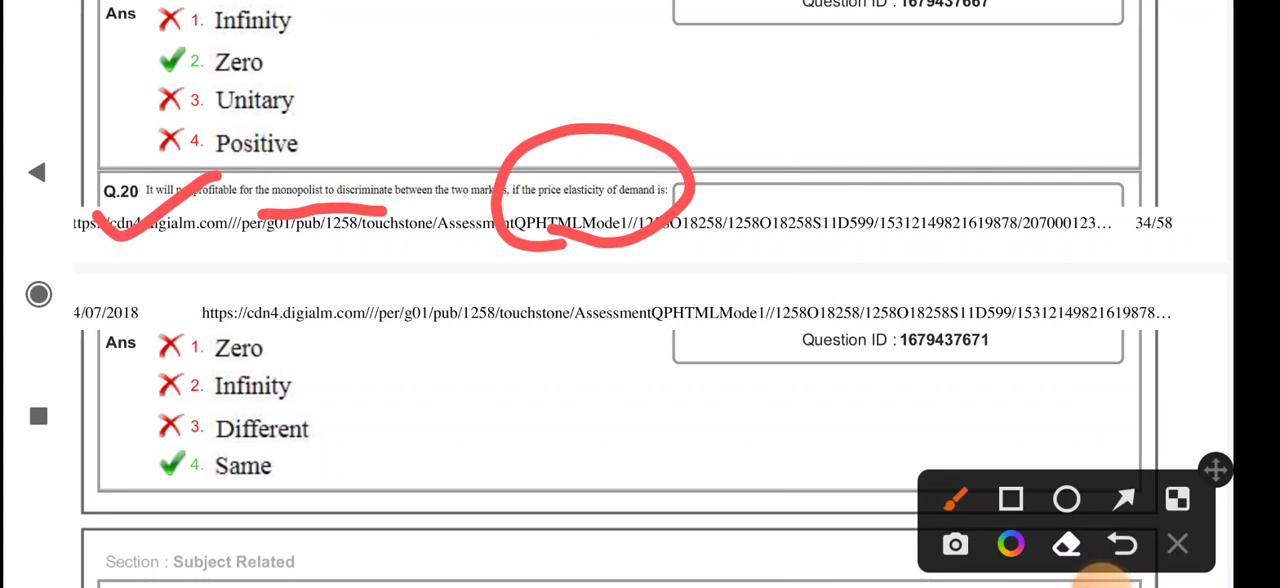 Question ID : 1679437667
Ans
1. Infinity
2. Zero
3. Unitary
4. Positive
Q.20 It will profitable for the monopolist to discriminate between the two , if the price elasticity of demand is:
34/58
4/07/2018 https://cdn4.digialm.com///per/g01/pub/1258/touchstone/AssessmentQPHTMLMode1//1258O18258/1258O18258S11D599/15312149821619878…
Question ID : 1679437671
Ans
1. Zero
2. Infinity
3. Different
4. Same
Section : Subject Related